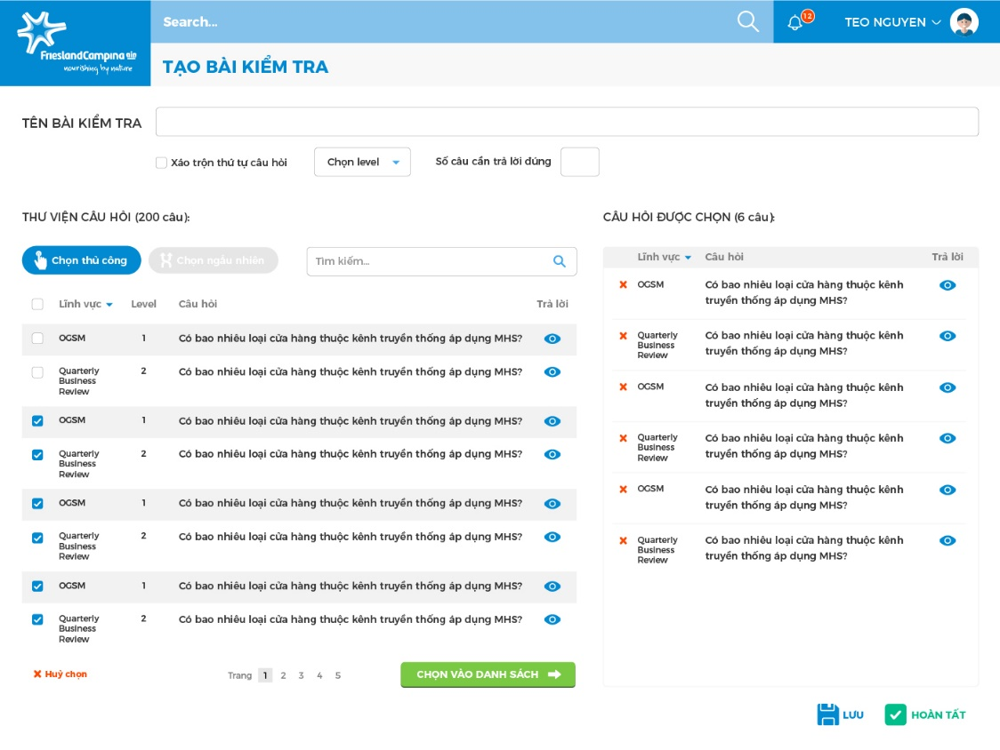 Search...
12
TEO NGUYEN
FrieslandCampina
nourishing by nature
TẠO BÀI KIỂM TRA
TÊN BÀI KIỂM TRA
Xáo trộn thứ tự câu hỏi
Chọn level
Số câu cần trả lời đúng
THƯ VIỆN CÂU HỎI (200 câu):
CÂU HỎI ĐƯỢC CHỌN (6 câu):
Chọn thủ công
Chọn ngẫu nhiên
Tìm kiếm...
Lĩnh vực Level Câu hỏi Trả lời
OGSM 1 Có bao nhiêu loại cửa hàng thuộc kênh truyền thống áp dụng MHS?
Quarterly 2 Có bao nhiêu loại cửa hàng thuộc kênh truyền thống áp dụng MHS?
Business
Review
OGSM 1 Có bao nhiêu loại cửa hàng thuộc kênh truyền thống áp dụng MHS?
Quarterly 2 Có bao nhiêu loại cửa hàng thuộc kênh truyền thống áp dụng MHS?
Business
Review
OGSM 1 Có bao nhiêu loại cửa hàng thuộc kênh truyền thống áp dụng MHS?
Quarterly 2 Có bao nhiêu loại cửa hàng thuộc kênh truyền thống áp dụng MHS?
Business
Review
OGSM 1 Có bao nhiêu loại cửa hàng thuộc kênh truyền thống áp dụng MHS?
Quarterly 2 Có bao nhiêu loại cửa hàng thuộc kênh truyền thống áp dụng MHS?
Business
Review
Huỷ chọn
Trang 1 2 3 4 5
CHỌN VÀO DANH SÁCH
Lĩnh vực Câu hỏi Trả lời
OGSM Có bao nhiêu loại cửa hàng thuộc kênh
truyền thống áp dụng MHS?
Quarterly Có bao nhiêu loại cửa hàng thuộc kênh
Business truyền thống áp dụng MHS?
Review
OGSM Có bao nhiêu loại cửa hàng thuộc kênh
truyền thống áp dụng MHS?
Quarterly Có bao nhiêu loại cửa hàng thuộc kênh
Business truyền thống áp dụng MHS?
Review
OGSM Có bao nhiêu loại cửa hàng thuộc kênh
truyền thống áp dụng MHS?
Quarterly Có bao nhiêu loại cửa hàng thuộc kênh
Business truyền thống áp dụng MHS?
Review
LƯU
HOÀN TẤT